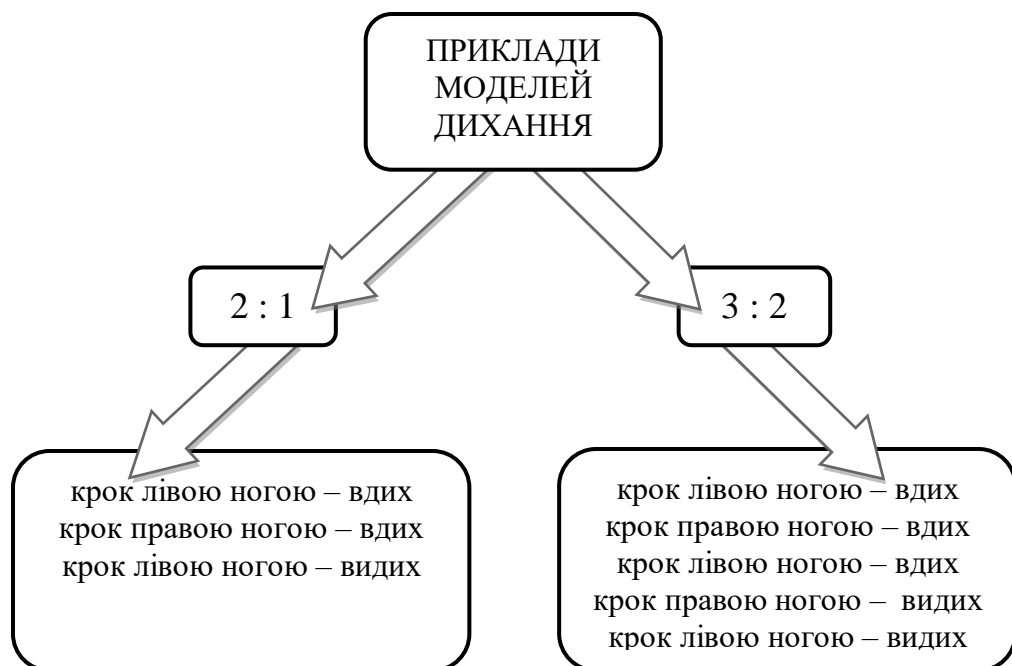 ПРИКЛАДИ
МОДЕЛЕЙ
ДИХАННЯ
2 : 1
3 : 2
крок лівою ногою – вдих
крок правою ногою – вдих
крок лівою ногою – видих
крок лівою ногою – вдих
крок правою ногою – вдих
крок лівою ногою – вдих
крок правою ногою – видих
крок лівою ногою – видих